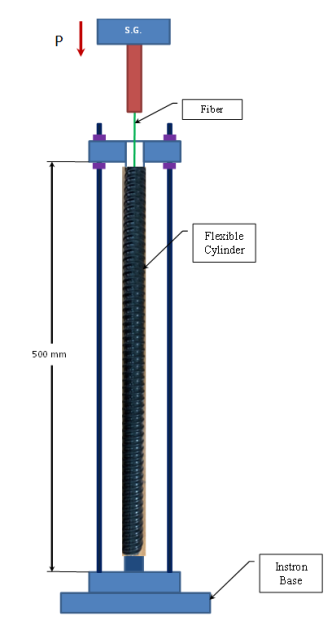 S.G.
P
Fiber
Flexible
Cylinder
500 mm
Instron
Base